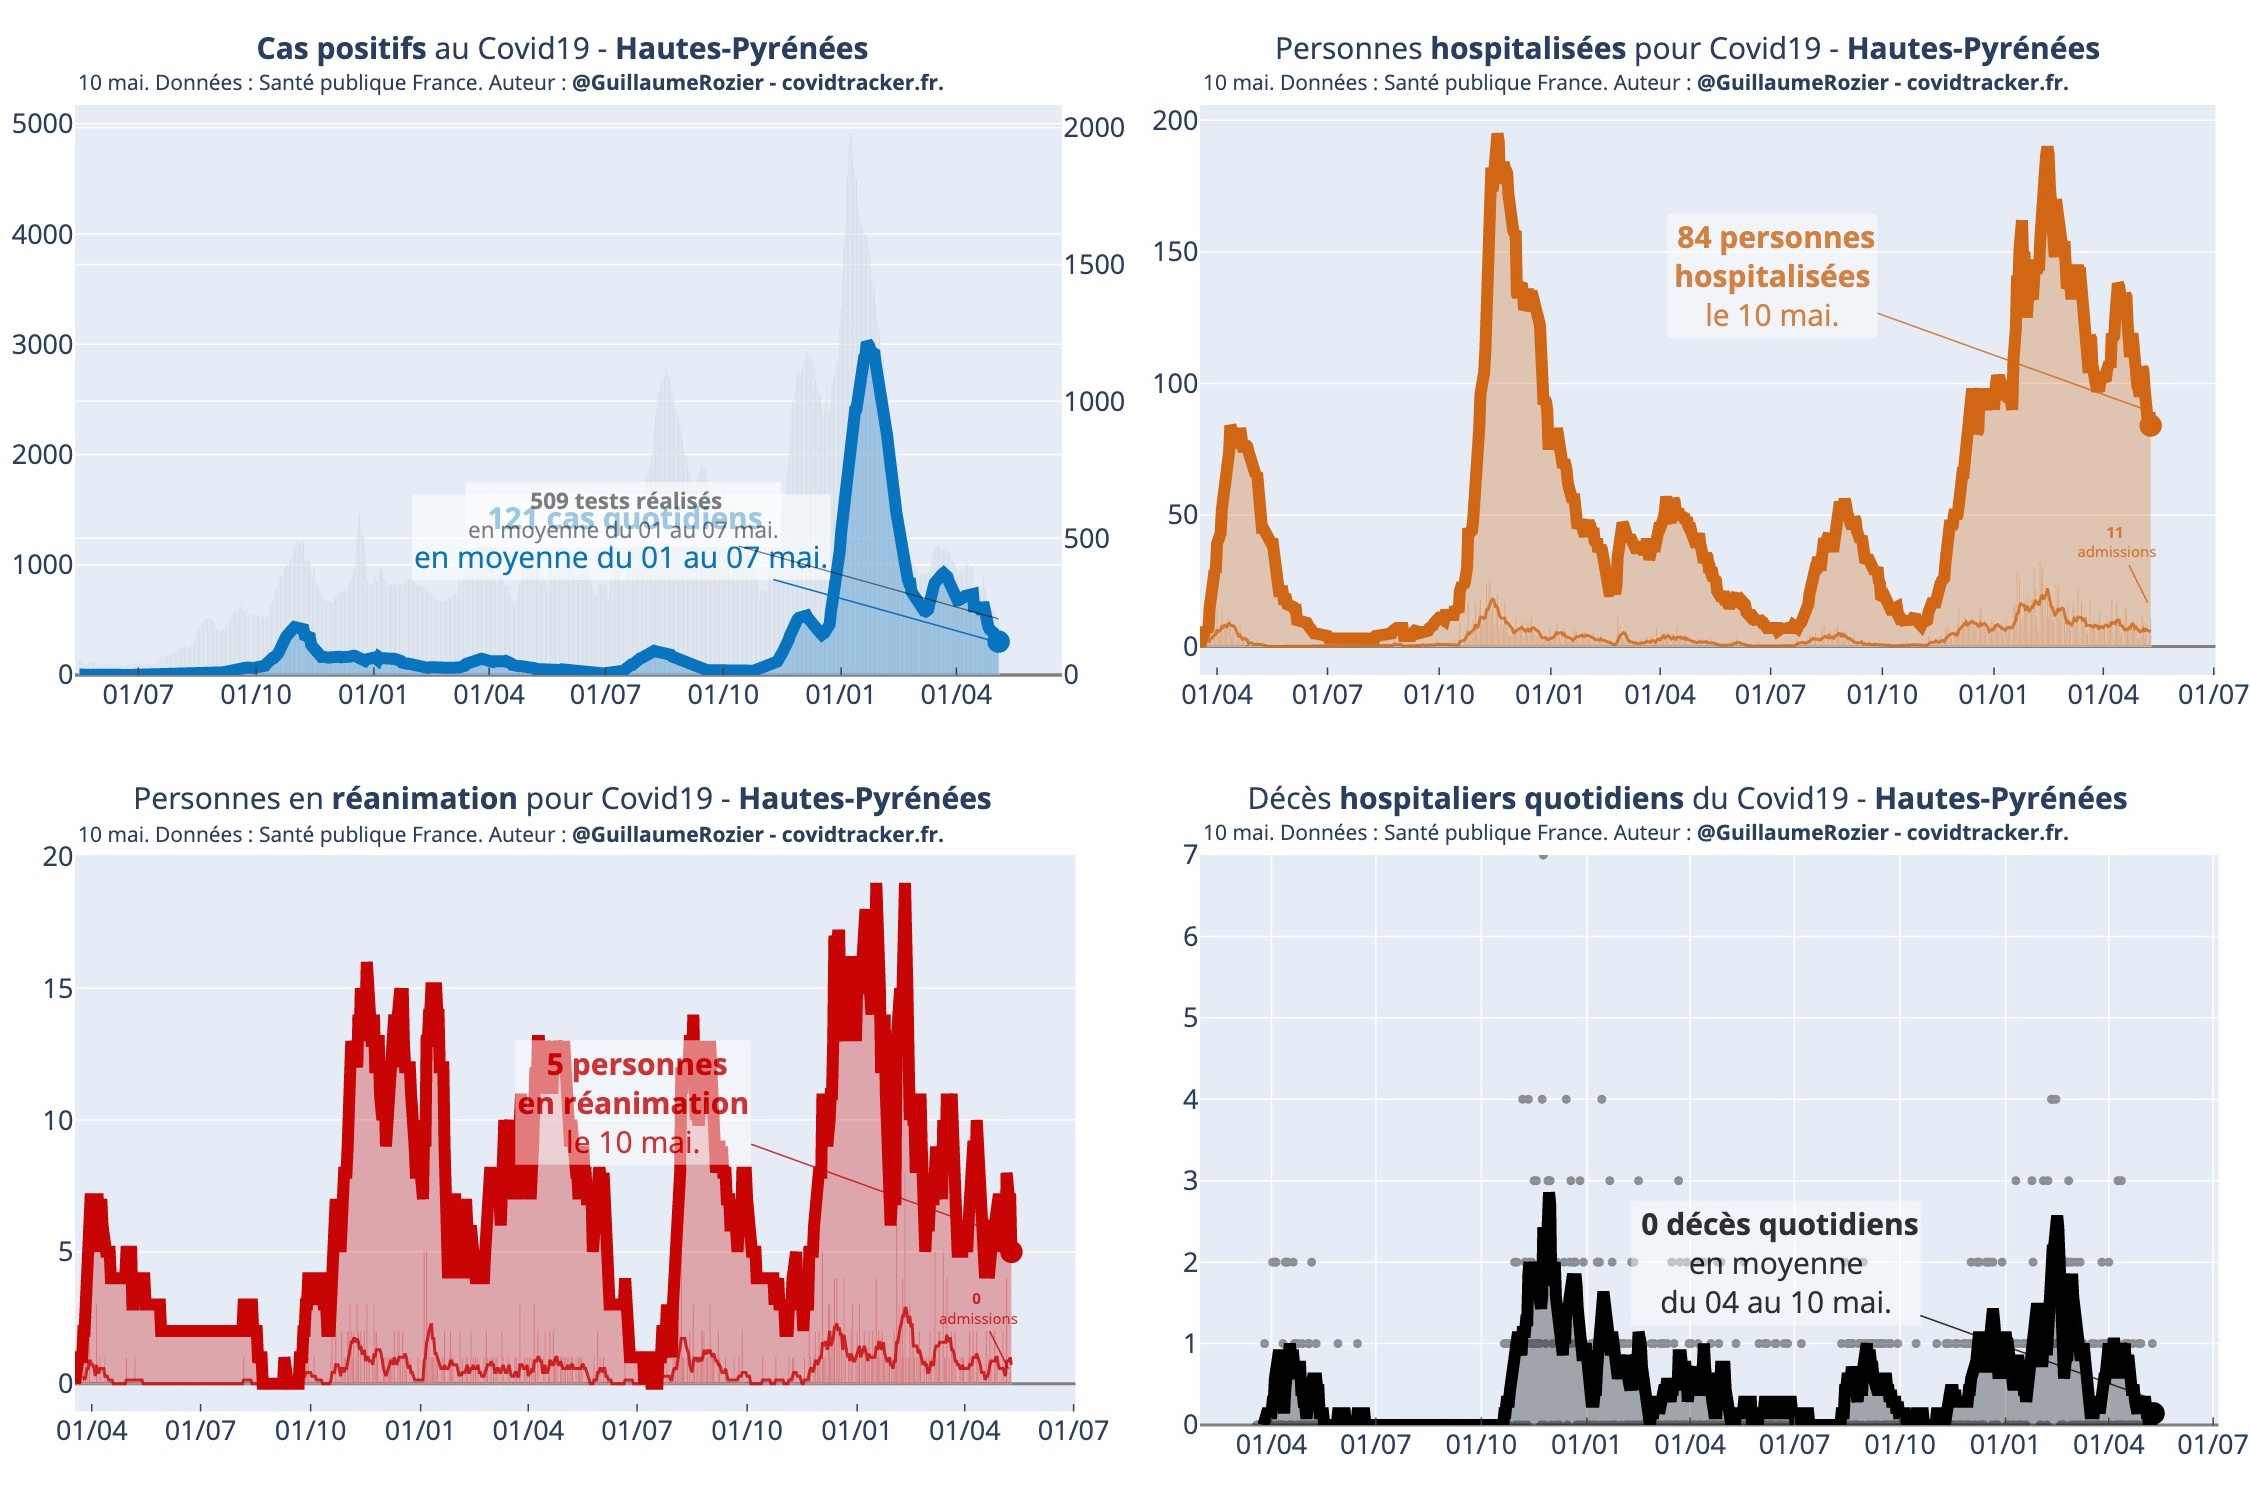 Cas positifs au Covid19 - Hautes-Pyrénées
10 mai. Données : Santé publique France. Auteur : @GuillaumeRozier - covidtracker.fr.
5000
4000
3000
2000
1000
0
2000
1500
1000
500
0
509 tests réalisés
en moyenne du 01 au 07 mai.
121 cas quotidiens
en moyenne du 01 au 07 mai.
01/07 01/10 01/01 01/04 01/07 01/10 01/01 01/04
Personnes hospitalisées pour Covid19 - Hautes-Pyrénées
10 mai. Données : Santé publique France. Auteur : @GuillaumeRozier - covidtracker.fr.
200
150
100
50
0
84 personnes
hospitalisées
le 10 mai.
11
admissions
01/04 01/07 01/10 01/01 01/04 01/07 01/10 01/01 01/04 01/07
Personnes en réanimation pour Covid19 - Hautes-Pyrénées
10 mai. Données : Santé publique France. Auteur : @GuillaumeRozier - covidtracker.fr.
20
15
10
5
0
5 personnes
en réanimation
le 10 mai.
0
admissions
01/04 01/07 01/10 01/01 01/04 01/07 01/10 01/01 01/04 01/07
Décès hospitaliers quotidiens du Covid19 - Hautes-Pyrénées
10 mai. Données : Santé publique France. Auteur : @GuillaumeRozier - covidtracker.fr.
7
6
5
4
3
2
1
0
0 décès quotidiens
en moyenne
du 04 au 10 mai.
01/04 01/07 01/10 01/01 01/04 01/07 01/10 01/01 01/04 01/07